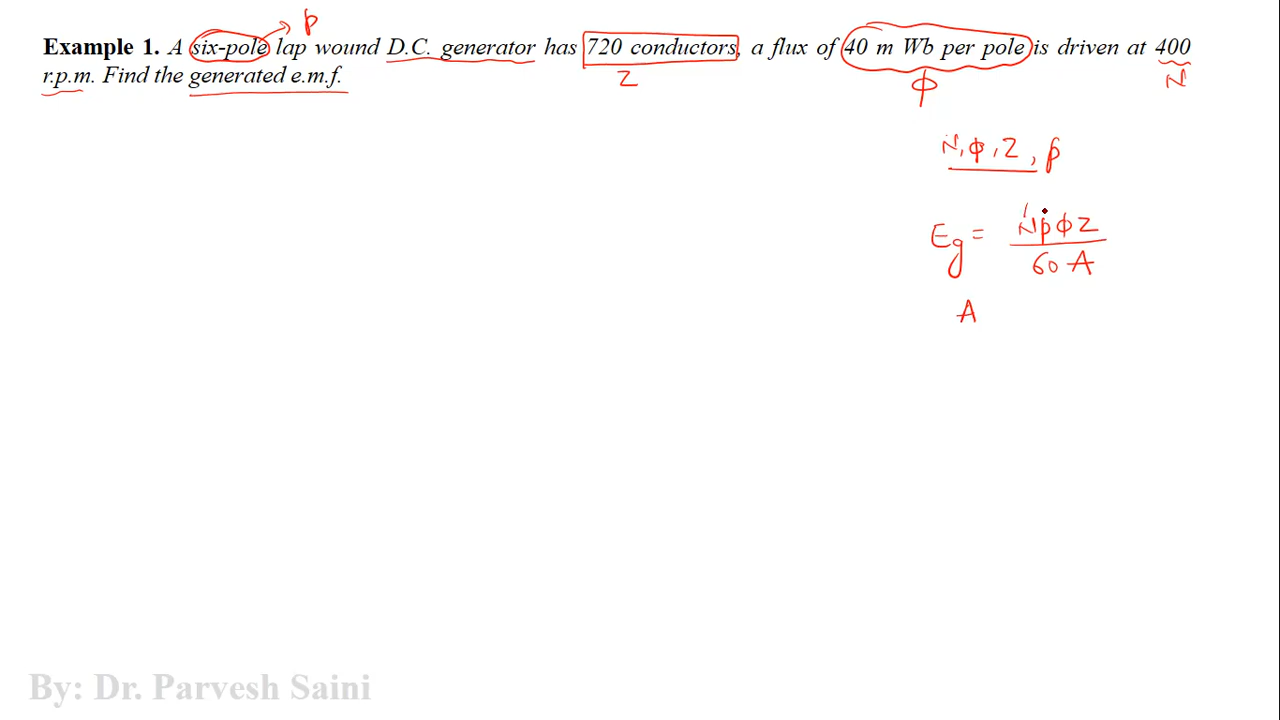 p
Example 1. A six-pole lap wound D.C. generator has 720 conductors, a flux of 40 m Wb per pole is driven at 400
r.p.m. Find the generated e.m.f.
Z
ϕ
N
N, ϕ, Z, p
Eg = NpϕZ
60 A
A
By: Dr. Parvesh Saini